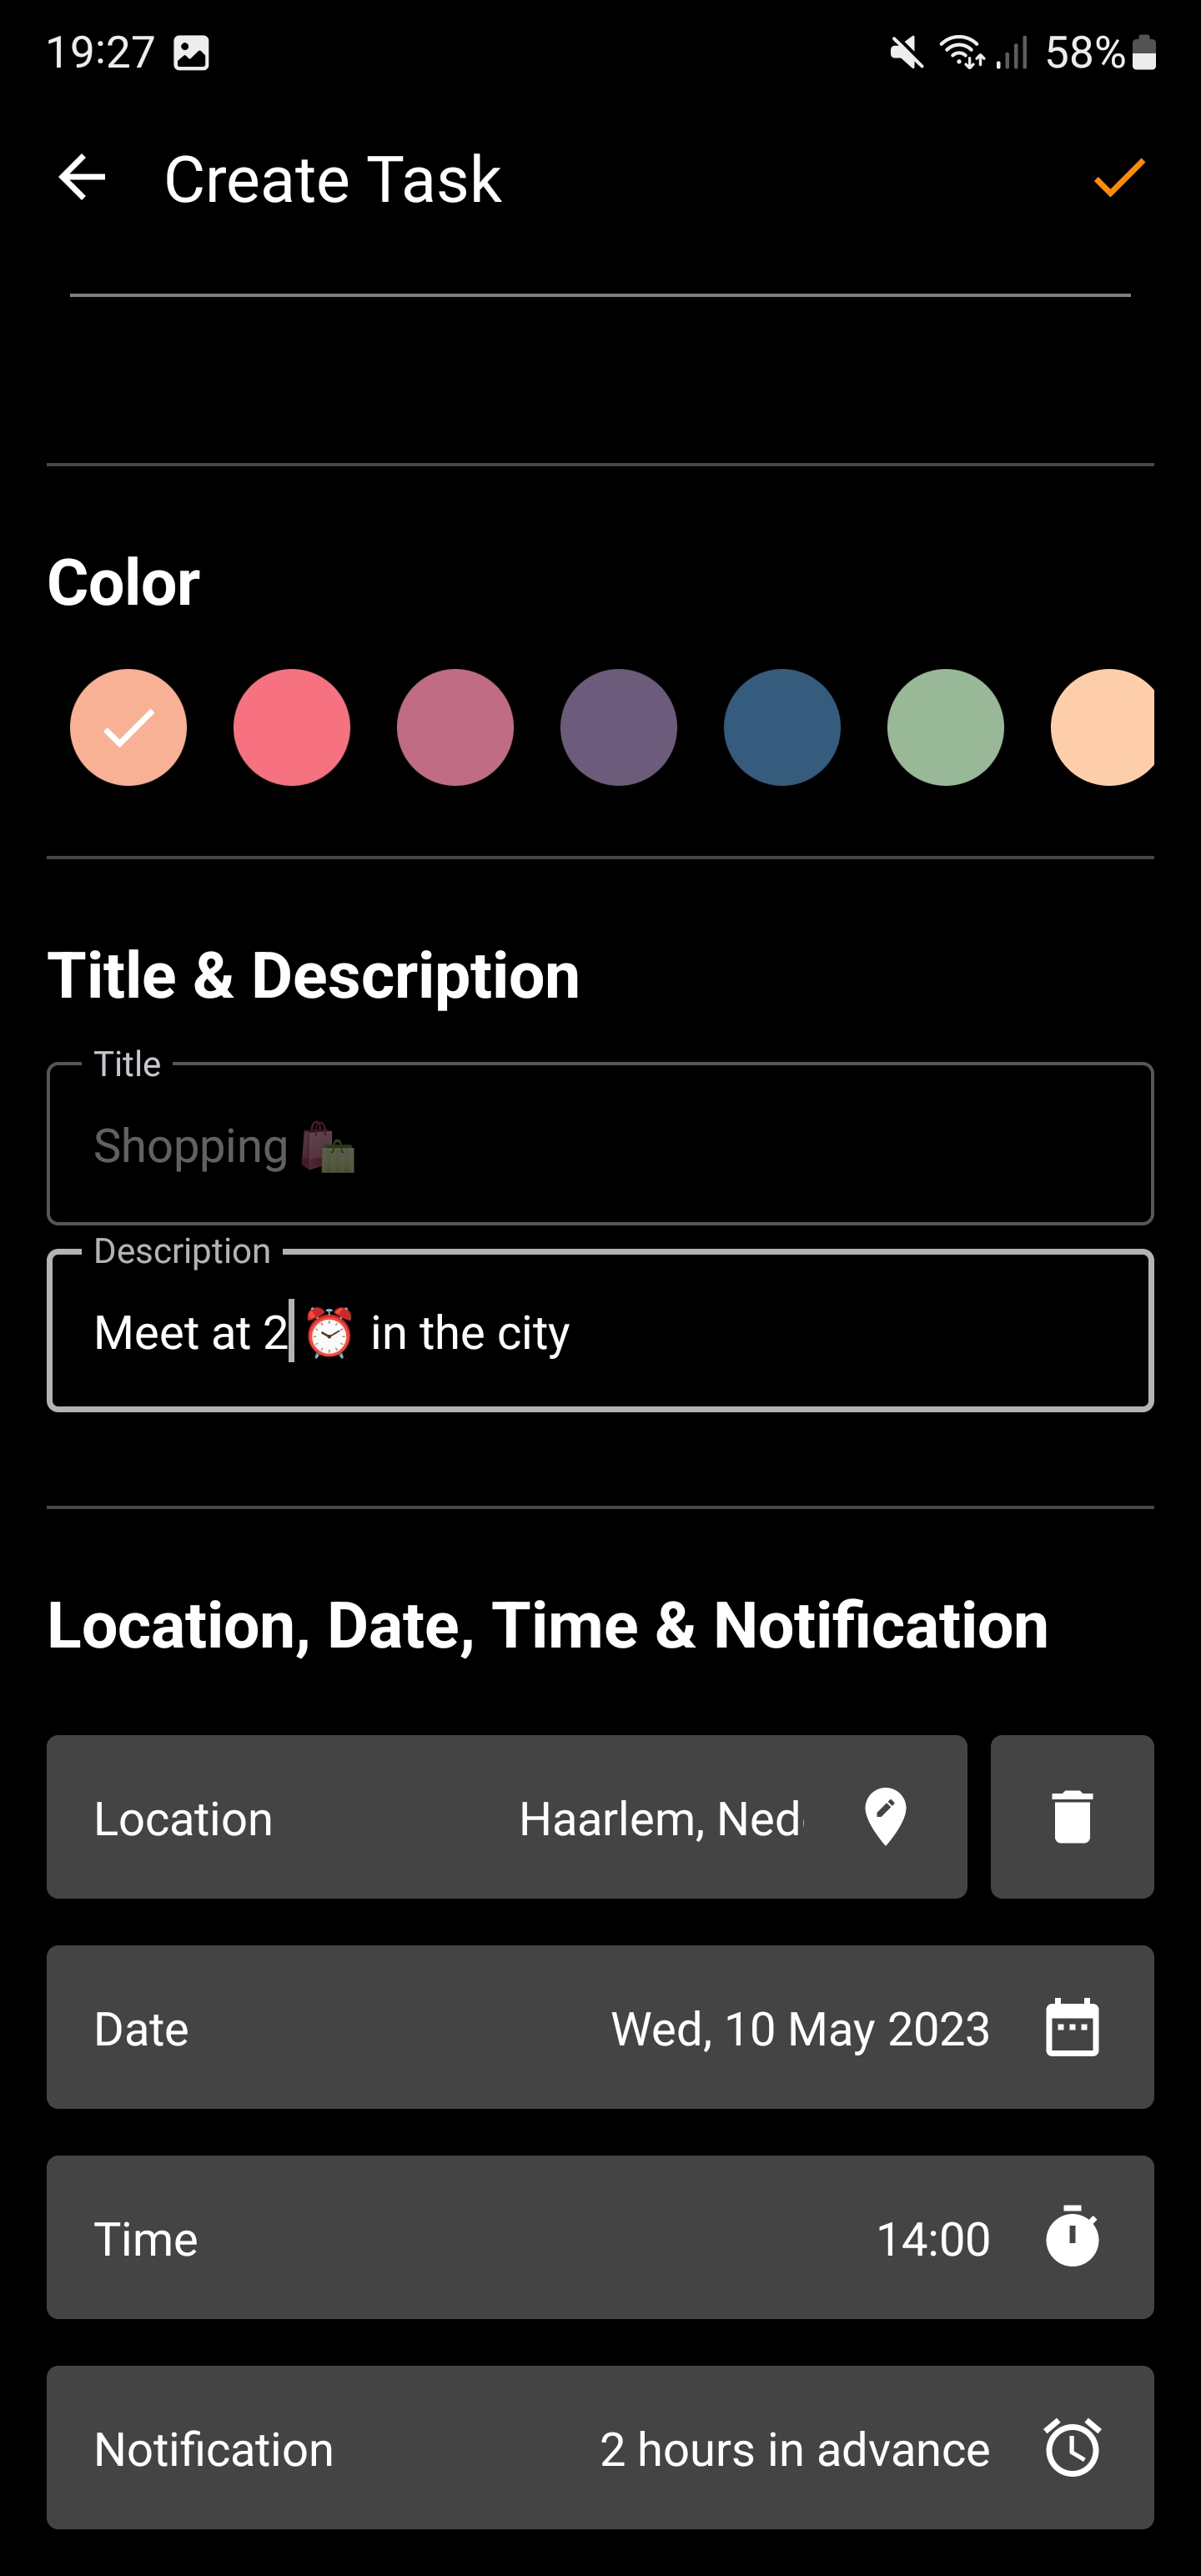 19:27 58%
Create Task
Color
Title & Description
Title
Shopping 🛍️
Description
Meet at 2 ⏰ in the city
Location, Date, Time & Notification
Location Haarlem, Ned
Date Wed, 10 May 2023
Time 14:00
Notification 2 hours in advance